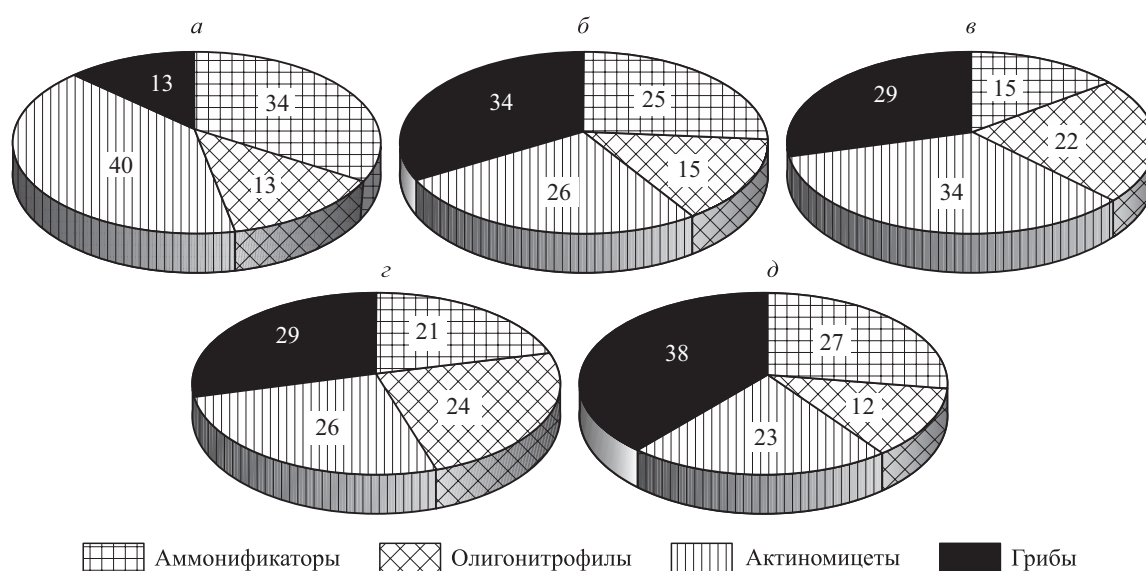 а б в
13 34 34 25 29 15
40 13 26 15 34 22
г д
29 21 38 27
26 24 23 12
Аммонификаторы Олигонитрофилы Актиномицеты Грибы